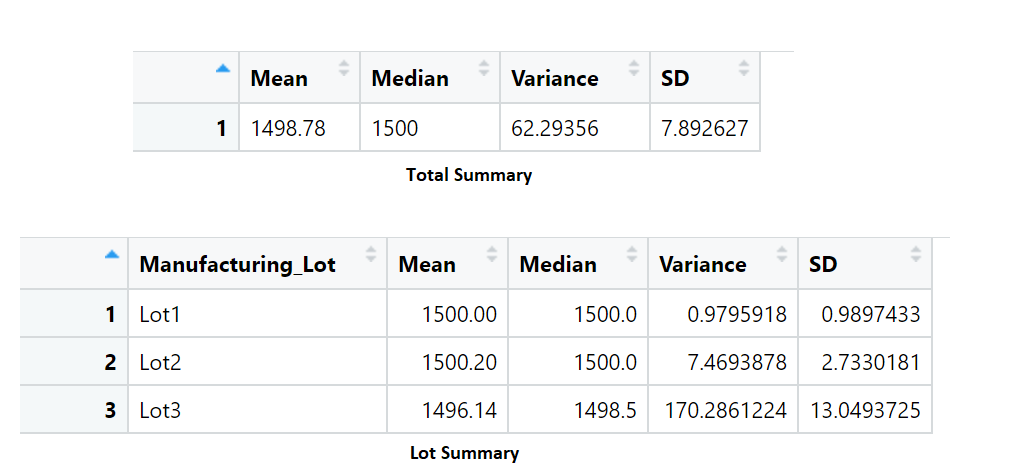 Mean Median Variance SD
1 1498.78 1500 62.29356 7.892627
Total Summary
Manufacturing_Lot Mean Median Variance SD
1 Lot1 1500.00 1500.0 0.9795918 0.9897433
2 Lot2 1500.20 1500.0 7.4693878 2.7330181
3 Lot3 1496.14 1498.5 170.2861224 13.0493725
Lot Summary